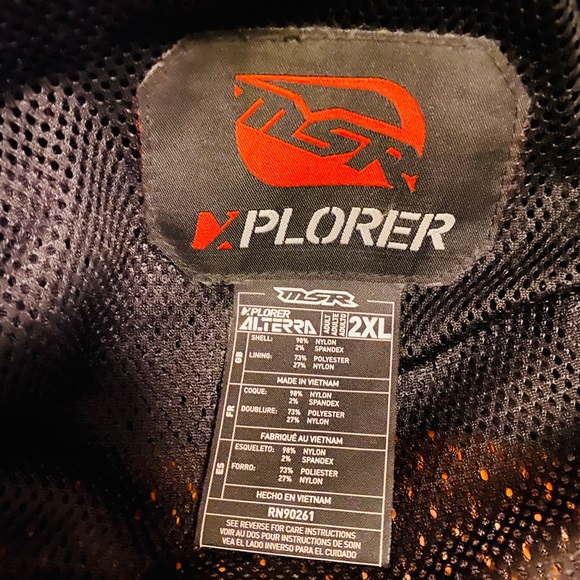 MSR
XPLORER
MSR
XPLORER
ALTERRA
ADULT
ADULTE
ADULTO
2XL
GB
SHELL: 98% NYLON
2% SPANDEX
LINING: 73% POLYESTER
27% NYLON
MADE IN VIETNAM
FR
COQUE: 98% NYLON
2% SPANDEX
DOUBLURE: 73% POLYESTER
27% NYLON
FABRIQUÉ AU VIETNAM
ES
ESQUELETO: 98% NYLON
2% SPANDEX
FORRO: 73% POLIESTER
27% NYLON
HECHO EN VIETNAM
RN90261
SEE REVERSE FOR CARE INSTRUCTIONS
VOIR AU DOS POUR INSTRUCTIONS DE SOIN
VEA EL LADO INVERSO PARA EL CUIDADO